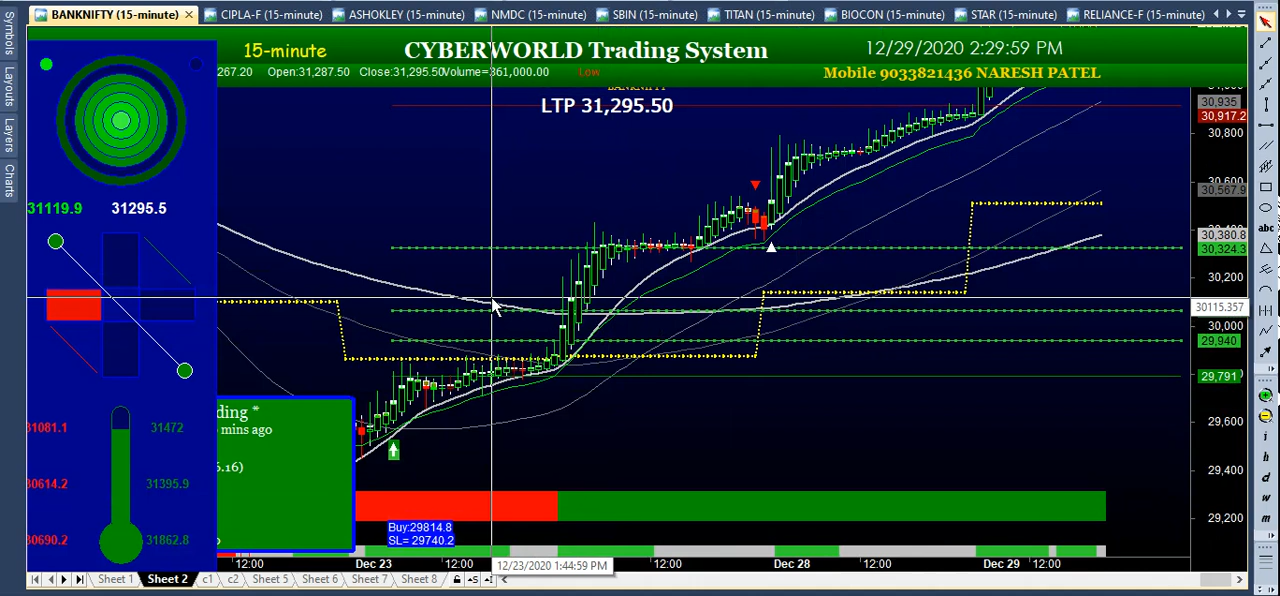 BANKNIFTY (15-minute) ×
CIPLA-F (15-minute)
ASHOKLEY (15-minute)
NMDC (15-minute)
SBIN (15-minute)
TITAN (15-minute)
BIOCON (15-minute)
STAR (15-minute)
RELIANCE-F (15-minute)
Symbols
Layouts
Layers
Charts
15-minute
CYBERWORLD Trading System
12/29/2020 2:29:59 PM
267.20 Open:31,287.50 Close:31,295.50Volume=361,000.00 Low
Mobile 9033821436 NARESH PATEL
BANKNIFTY
LTP 31,295.50
30,935
30,917.2
30,800
30,600
30,567.9
30,380.8
30,324.3
30,200
30115.357
30,000
29,940
29,791
29,600
29,400
29,200
31119.9 31295.5
31081.1 31472
30614.2 31395.9
30690.2 31862.8
ding *
mins ago
.16)
Buy:29814.8
SL= 29740.2
12:00
Dec 23
12:00
12/23/2020 1:44:59 PM
12:00
Dec 28
12:00
Dec 29
12:00
Sheet 1
Sheet 2
c1
c2
Sheet 5
Sheet 6
Sheet 7
Sheet 8
abc
i
h
d
w
m